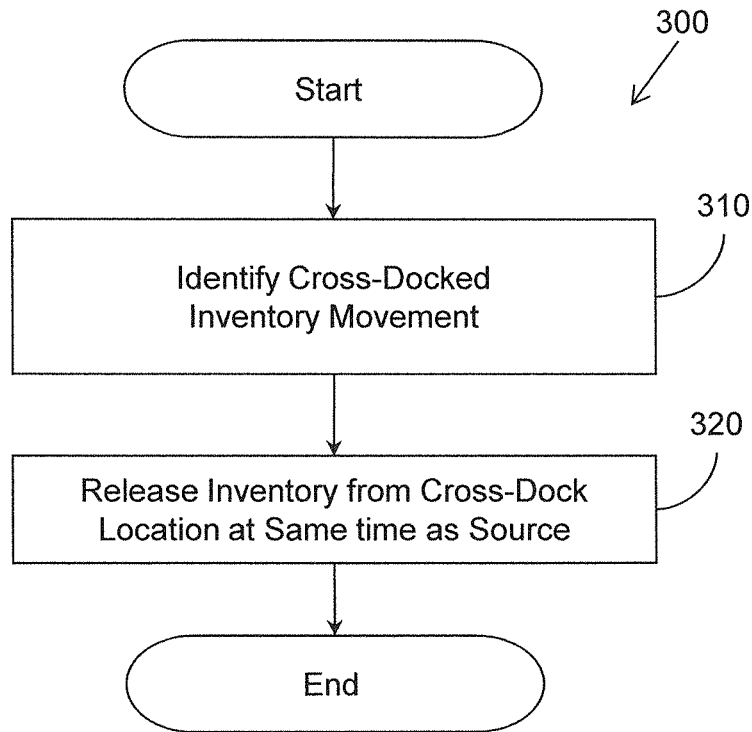 300
Start
310
Identify Cross-Docked
Inventory Movement
320
Release Inventory from Cross-Dock
Location at Same time as Source
End